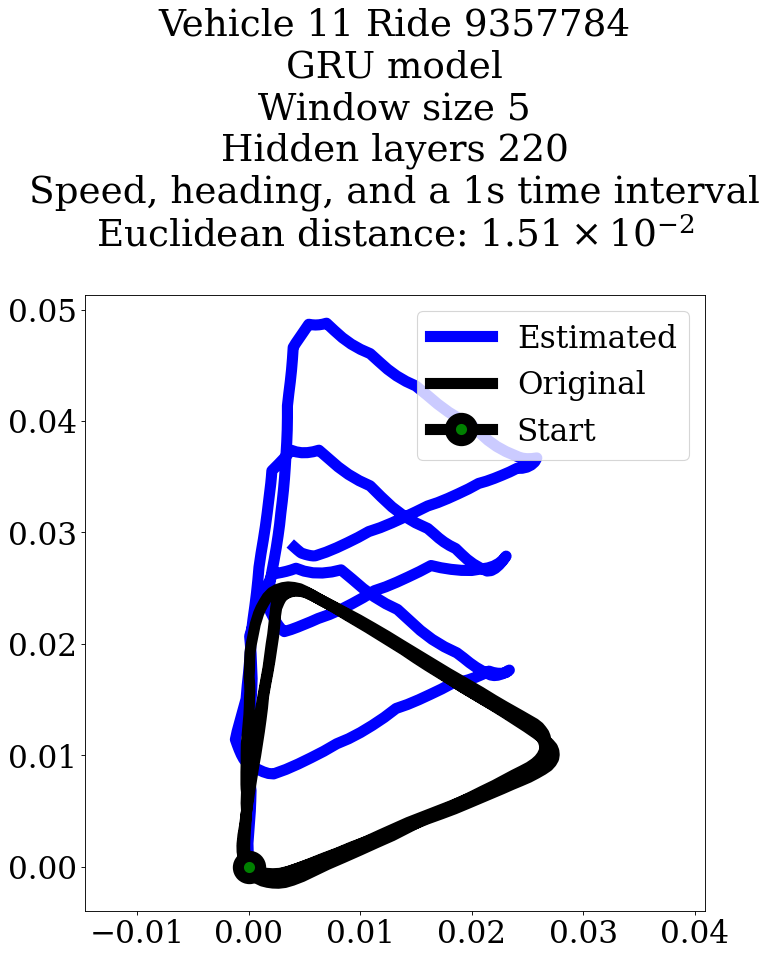 Vehicle 11 Ride 9357784
GRU model
Window size 5
Hidden layers 220
Speed, heading, and a 1s time interval
Euclidean distance: 1.51 × 10⁻²
Estimated
Original
Start
0.05
0.04
0.03
0.02
0.01
0.00
−0.01 0.00 0.01 0.02 0.03 0.04